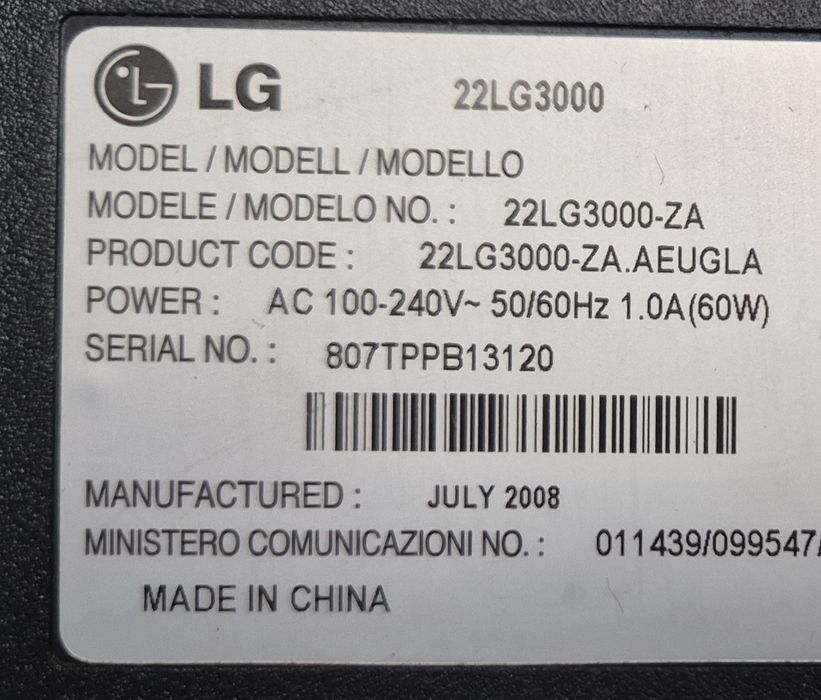 LG 22LG3000
MODEL / MODELL / MODELLO
MODELE / MODELO NO. : 22LG3000-ZA
PRODUCT CODE : 22LG3000-ZA.AEUGLA
POWER : AC 100-240V~ 50/60Hz 1.0A(60W)
SERIAL NO. : 807TPPB13120
MANUFACTURED : JULY 2008
MINISTERO COMUNICAZIONI NO. : 011439/099547/
MADE IN CHINA